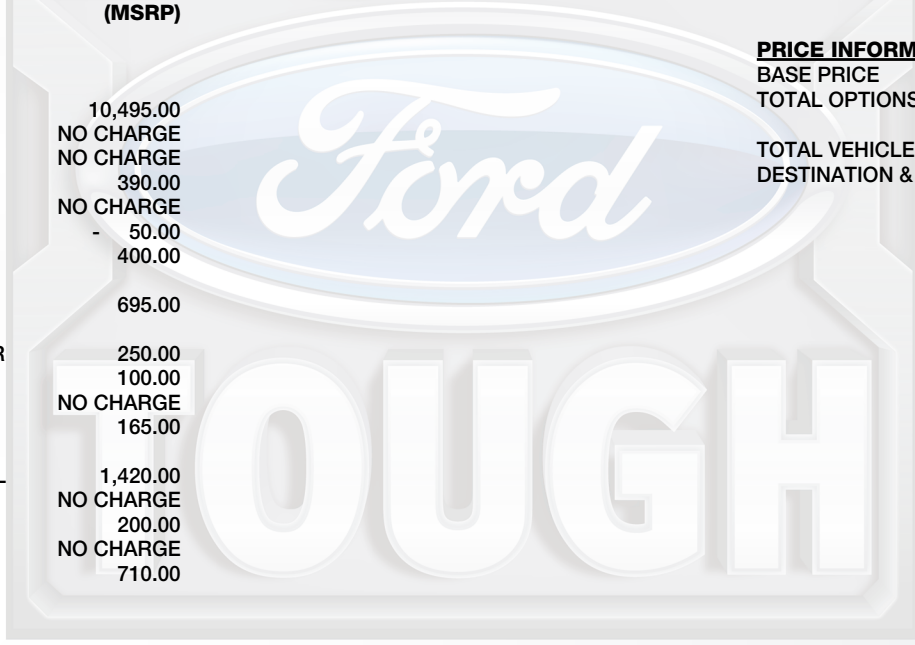 (MSRP)
10,495.00
NO CHARGE
NO CHARGE
390.00
NO CHARGE
- 50.00
400.00
695.00
R 250.00
100.00
NO CHARGE
165.00
L 1,420.00
NO CHARGE
200.00
NO CHARGE
710.00
PRICE INFORM
BASE PRICE
TOTAL OPTIONS
TOTAL VEHICLE
DESTINATION &
Ford
TOUGH